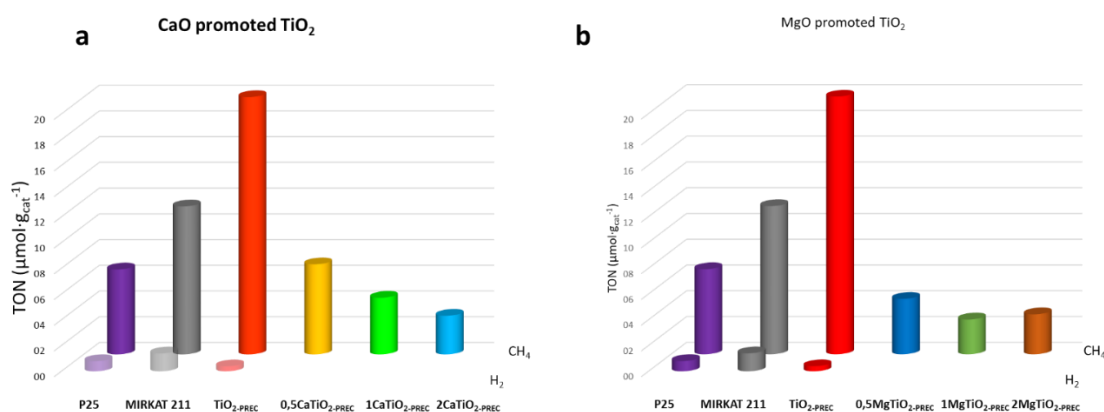 a
CaO promoted TiO₂
TON (µmol·g_cat⁻¹)
20
18
16
14
12
10
08
06
04
02
00
CH₄
H₂
P25 MIRKAT 211 TiO₂₋PREC 0,5CaTiO₂₋PREC 1CaTiO₂₋PREC 2CaTiO₂₋PREC
b
MgO promoted TiO₂
TON (µmol·g_cat⁻¹)
20
18
16
14
12
10
08
06
04
02
00
CH₄
H₂
P25 MIRKAT 211 TiO₂₋PREC 0,5MgTiO₂₋PREC 1MgTiO₂₋PREC 2MgTiO₂₋PREC